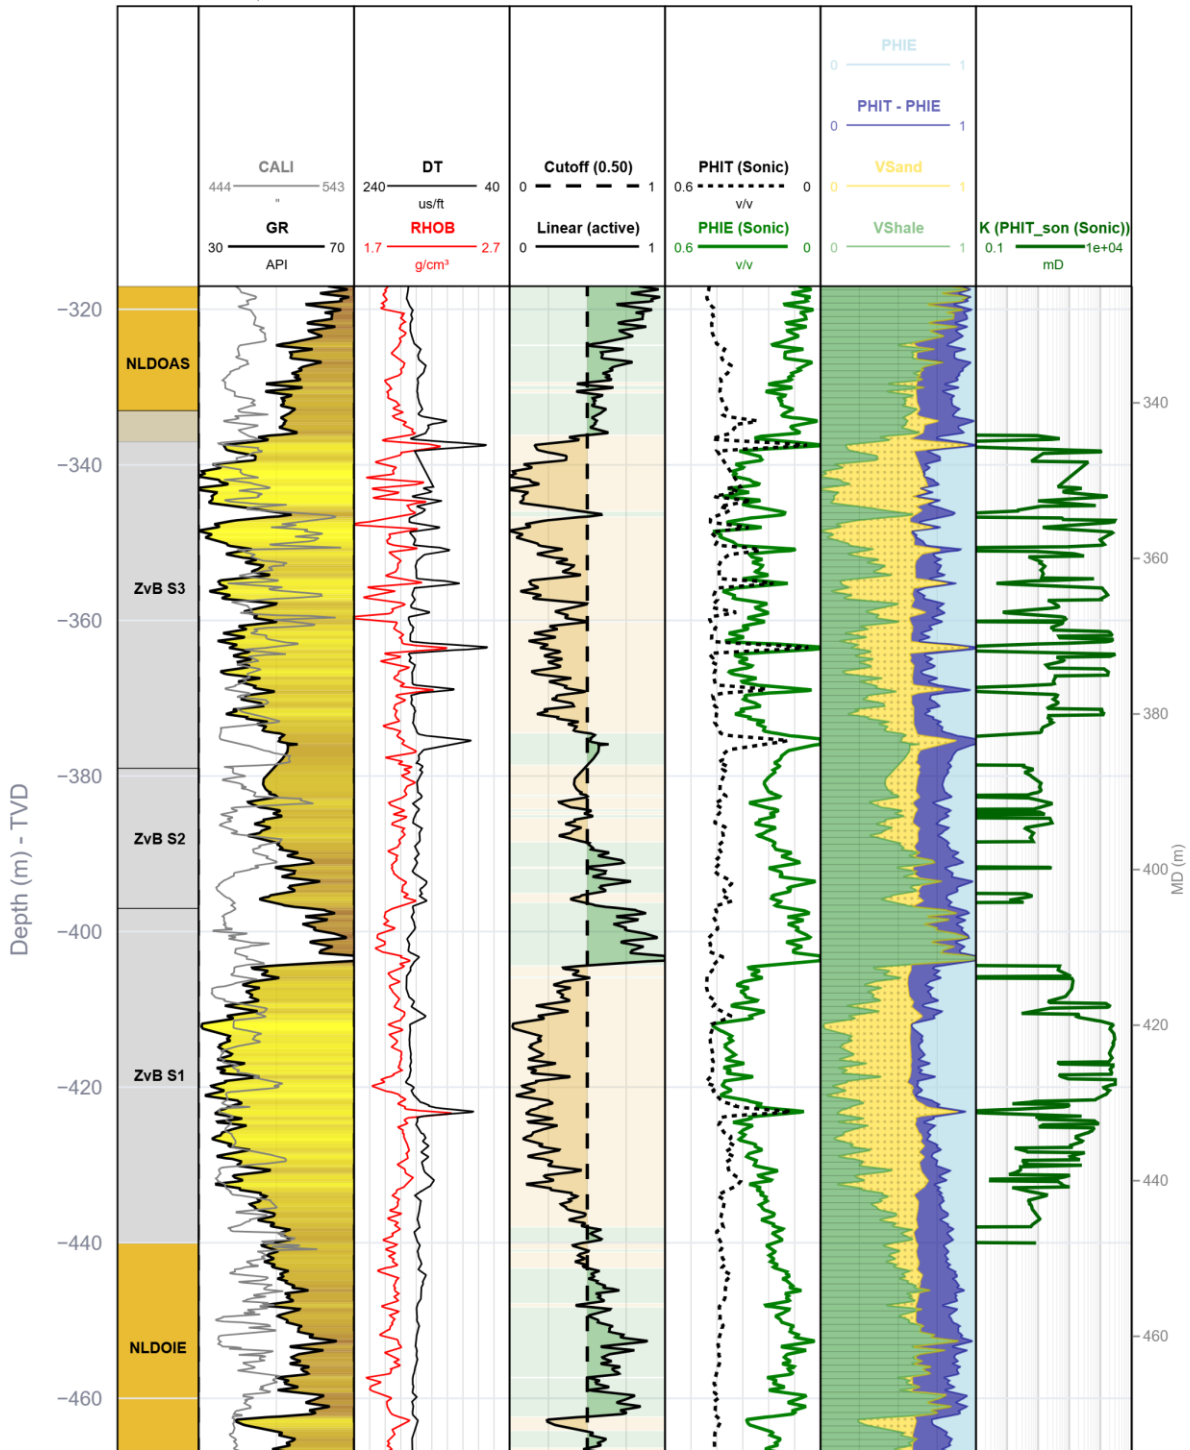 PHIE
0 1
PHIT - PHIE
0 1
CALI
444 543
"
DT
240 40
us/ft
Cutoff (0.50)
0 1
PHIT (Sonic)
0.6 0
v/v
VSand
0 1
GR
30 70
API
RHOB
1.7 2.7
g/cm³
Linear (active)
0 1
PHIE (Sonic)
0.6 0
v/v
VShale
0 1
K (PHIT_son (Sonic))
0.1 1e+04
mD
Depth (m) - TVD
−320
−340
−360
−380
−400
−420
−440
−460
NLDOAS
ZvB S3
ZvB S2
ZvB S1
NLDOIE
340
360
380
400
420
440
460
MD (m)